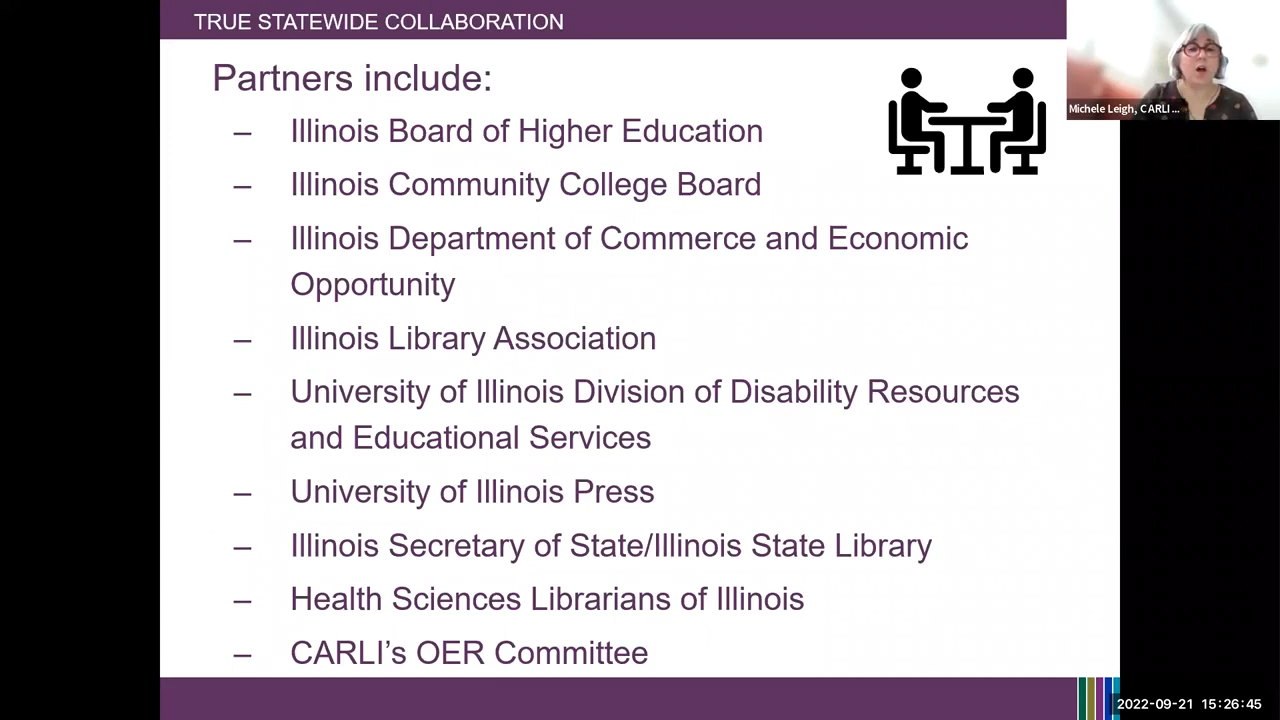 TRUE STATEWIDE COLLABORATION
Partners include:
– Illinois Board of Higher Education
– Illinois Community College Board
– Illinois Department of Commerce and Economic
Opportunity
– Illinois Library Association
– University of Illinois Division of Disability Resources
and Educational Services
– University of Illinois Press
– Illinois Secretary of State/Illinois State Library
– Health Sciences Librarians of Illinois
– CARLI’s OER Committee
Michele Leigh, CARLI ...
2022-09-21 15:26:45